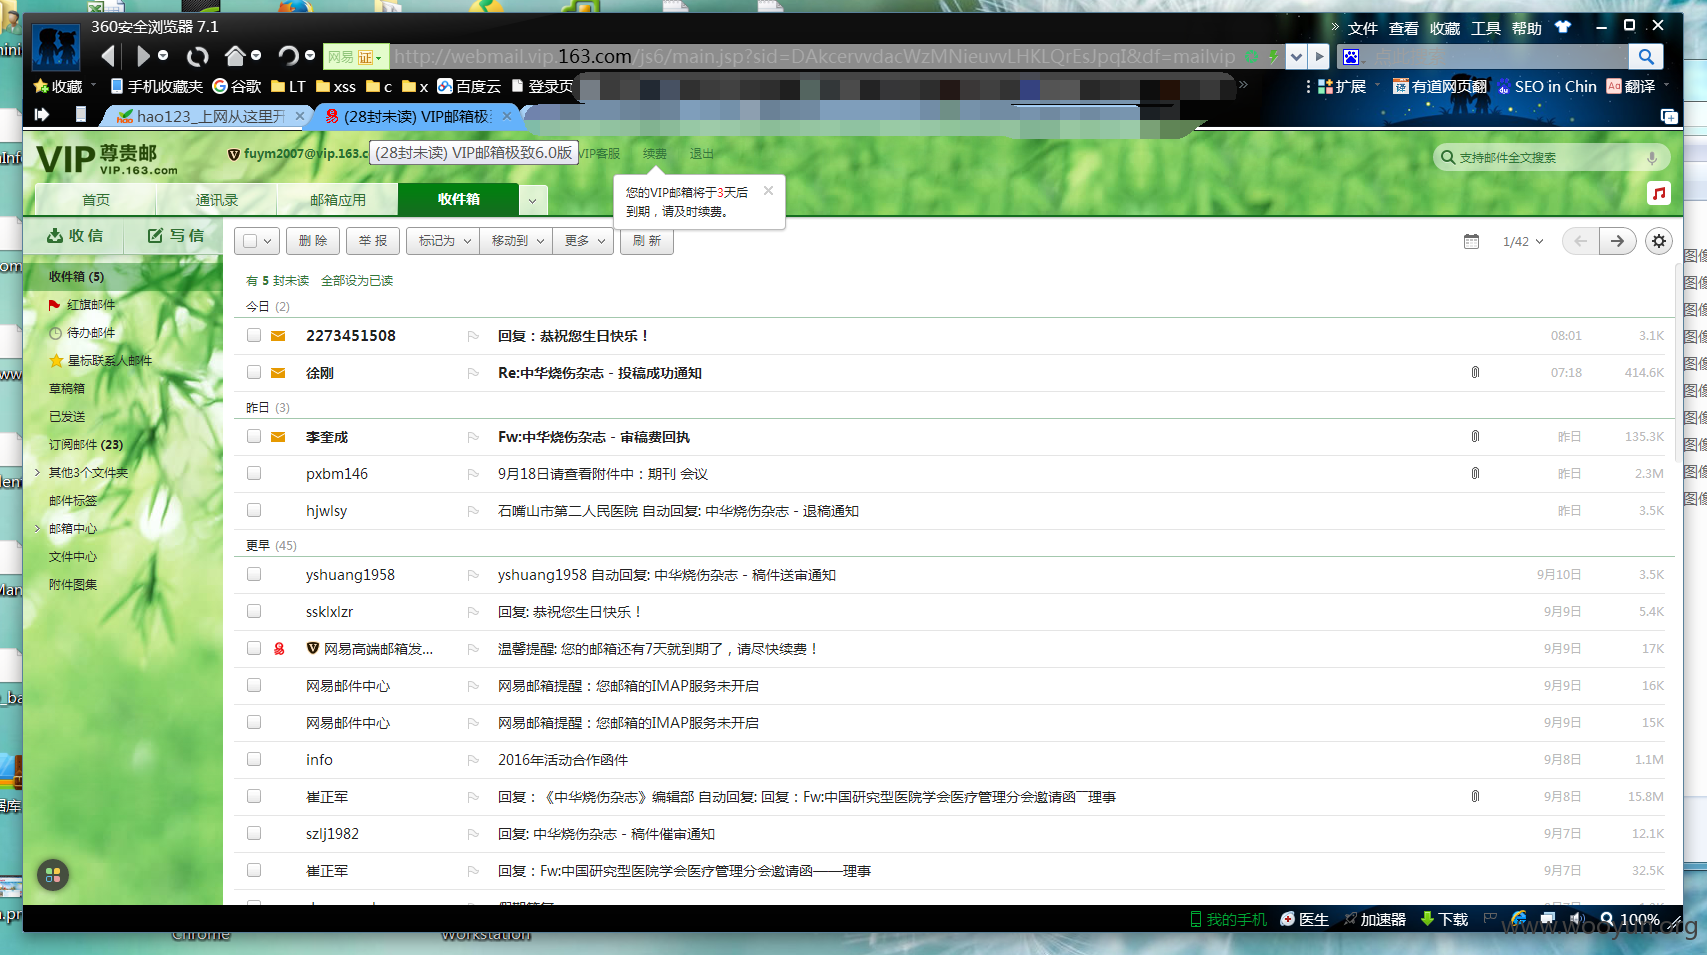 360安全浏览器 7.1
文件 查看 收藏 工具 帮助
网易 证 http://webmail.vip.163.com/js6/main.jsp?sid=DAkcervvdacWzMNieuvvLHKLQrEsJpqI&df=mailvip
收藏 手机收藏夹 谷歌 LT xss c x 百度云 登录页 扩展 有道网页翻 SEO in Chin 翻译
hao123_上网从这里开 (28封未读) VIP邮箱极致
VIP 尊贵邮 VIP.163.com
fuym2007@vip.163.c
(28封未读) VIP邮箱极致6.0版
VIP客服 续费 退出
支持邮件全文搜索
您的VIP邮箱将于3天后
到期，请及时续费。
首页 通讯录 邮箱应用 收件箱
收信 写信
删 除 举 报 标记为 移动到 更多 刷 新 1/42
收件箱 (5)
红旗邮件
待办邮件
星标联系人邮件
草稿箱
已发送
订阅邮件 (23)
其他3个文件夹
邮件标签
邮箱中心
文件中心
附件图集
有 5 封未读 全部设为已读
今日 (2)
2273451508 回复：恭祝您生日快乐！ 08:01 3.1K
徐刚 Re:中华烧伤杂志 - 投稿成功通知 07:18 414.6K
昨日 (3)
李奎成 Fw:中华烧伤杂志 - 审稿费回执 昨日 135.3K
pxbm146 9月18日请查看附件中：期刊 会议 昨日 2.3M
hjwlsy 石嘴山市第二人民医院 自动回复: 中华烧伤杂志 - 退稿通知 昨日 3.5K
更早 (45)
yshuang1958 yshuang1958 自动回复: 中华烧伤杂志 - 稿件送审通知 9月10日 3.5K
ssklxlzr 回复: 恭祝您生日快乐！ 9月9日 5.4K
网易高端邮箱发... 温馨提醒: 您的邮箱还有7天就到期了，请尽快续费！ 9月9日 17K
网易邮件中心 网易邮箱提醒：您邮箱的IMAP服务未开启 9月9日 16K
网易邮件中心 网易邮箱提醒：您邮箱的IMAP服务未开启 9月9日 15K
info 2016年活动合作函件 9月8日 1.1M
崔正军 回复：《中华烧伤杂志》编辑部 自动回复: 回复：Fw:中国研究型医院学会医疗管理分会邀请函￣理事 9月8日 15.8M
szlj1982 回复: 中华烧伤杂志 - 稿件催审通知 9月7日 12.1K
崔正军 回复：Fw:中国研究型医院学会医疗管理分会邀请函——理事 9月7日 32.5K
我的手机 医生 加速器 下载 100%
www.wooyun.org
Chrome
Workstation
图像
图像
图像
图像
图像
图像
图像
图像
图像
图像